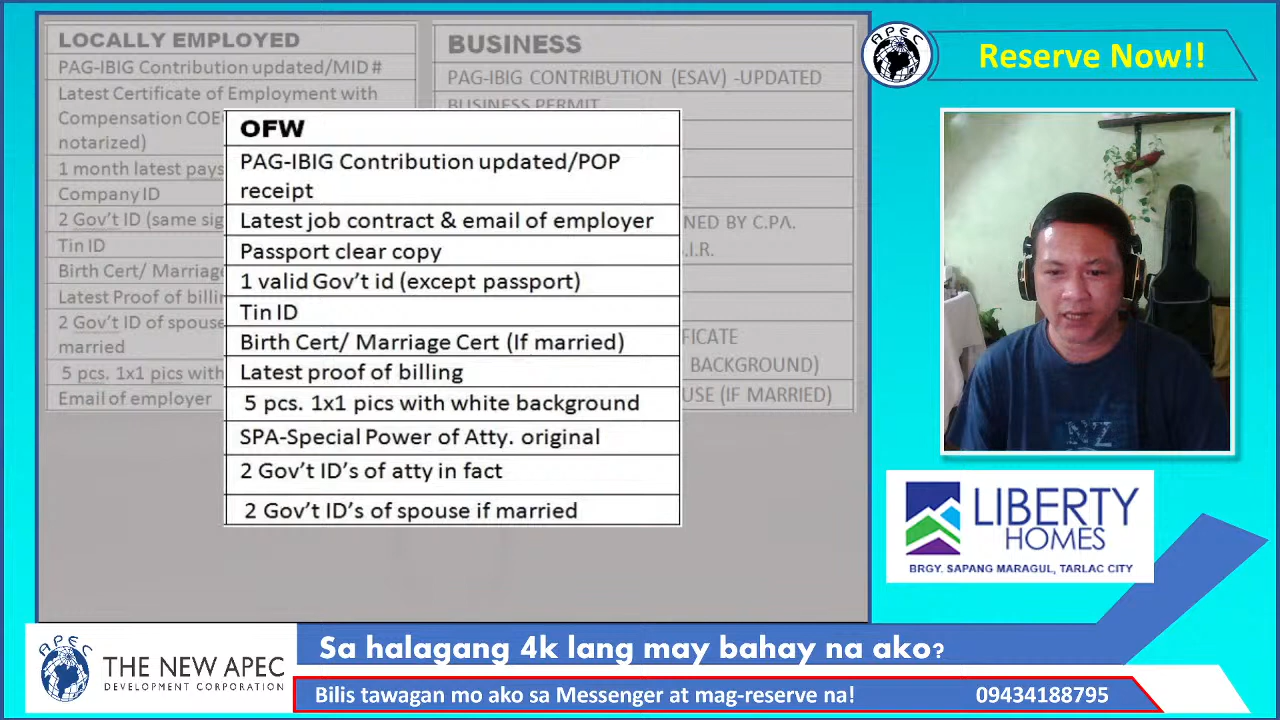 LOCALLY EMPLOYED
PAG-IBIG Contribution updated/MID #
Latest Certificate of Employment with
Compensation COE
notarized)
1 month latest pays
Company ID
2 Gov't ID (same sig
Tin ID
Birth Cert/ Marriage
Latest Proof of billin
2 Gov't ID of spouse
married
5 pcs. 1x1 pics with
Email of employer
BUSINESS
PAG-IBIG CONTRIBUTION (ESAV) -UPDATED
BUSINESS PERMIT
NED BY C.PA.
.I.R.
FICATE
BACKGROUND)
USE (IF MARRIED)
OFW
PAG-IBIG Contribution updated/POP
receipt
Latest job contract & email of employer
Passport clear copy
1 valid Gov't id (except passport)
Tin ID
Birth Cert/ Marriage Cert (If married)
Latest proof of billing
5 pcs. 1x1 pics with white background
SPA-Special Power of Atty. original
2 Gov't ID's of atty in fact
2 Gov't ID's of spouse if married
APEC
Reserve Now!!
NZ
LIBERTY
HOMES
BRGY. SAPANG MARAGUL, TARLAC CITY
APEC
THE NEW APEC
DEVELOPMENT CORPORATION
Sa halagang 4k lang may bahay na ako?
Bilis tawagan mo ako sa Messenger at mag-reserve na! 09434188795